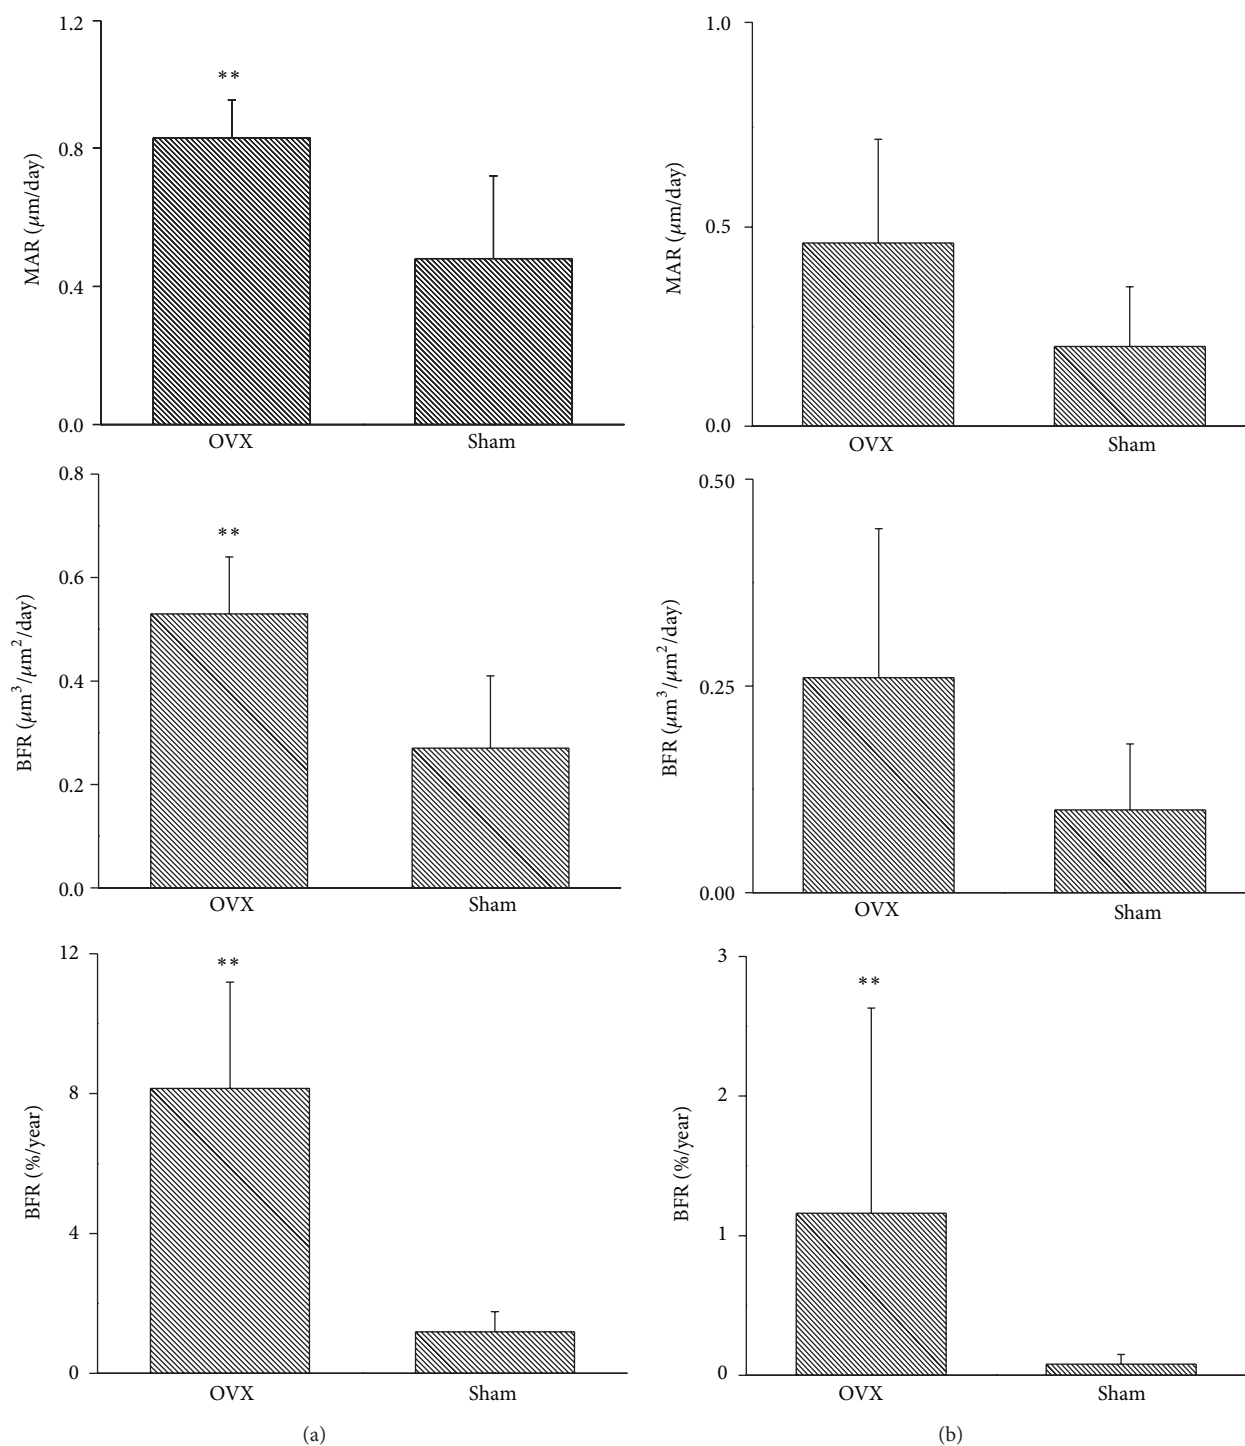 1.2
**
0.8
0.4
0.0
MAR (μm/day)
OVX
Sham
1.0
0.5
0.0
MAR (μm/day)
OVX
Sham
0.8
**
0.6
0.4
0.2
0.0
BFR (μm³/μm²/day)
OVX
Sham
0.50
0.25
0.00
BFR (μm³/μm²/day)
OVX
Sham
12
**
8
4
0
BFR (%/year)
OVX
Sham
3
**
2
1
0
BFR (%/year)
OVX
Sham
(a)
(b)